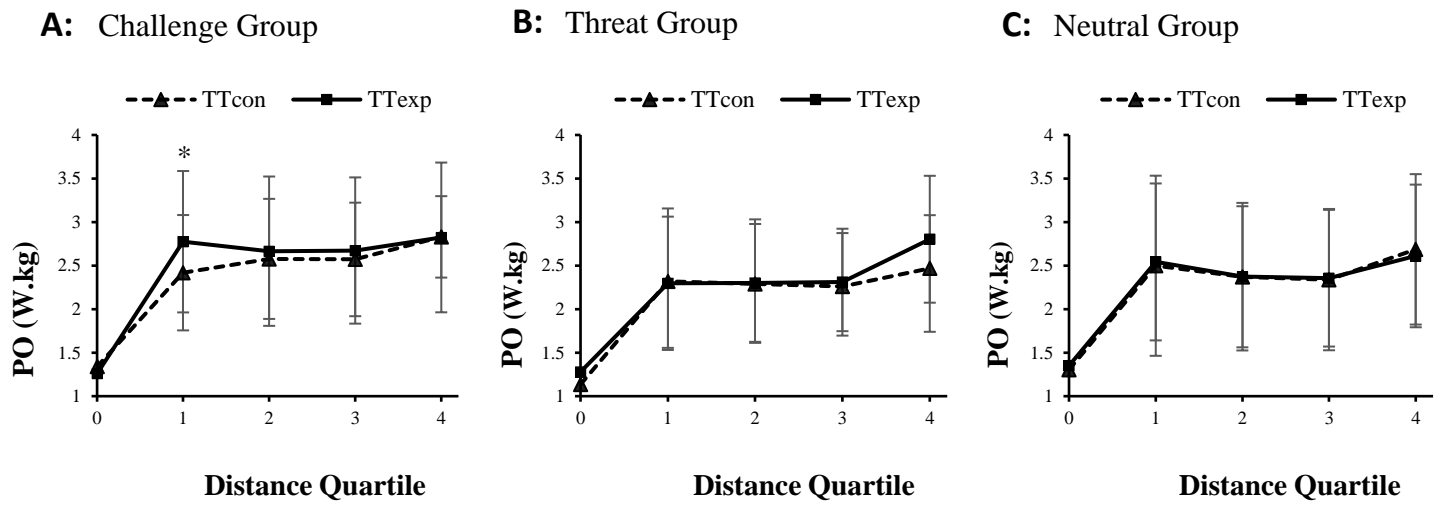 A: Challenge Group
TTcon TTexp
4
3.5
3
2.5
2
1.5
1
*
PO (W.kg)
0 1 2 3 4
Distance Quartile
B: Threat Group
TTcon TTexp
4
3.5
3
2.5
2
1.5
1
PO (W.kg)
0 1 2 3 4
C: Neutral Group
TTcon TTexp
4
3.5
3
2.5
2
1.5
1
PO (W.kg)
0 1 2 3 4
Distance Quartile